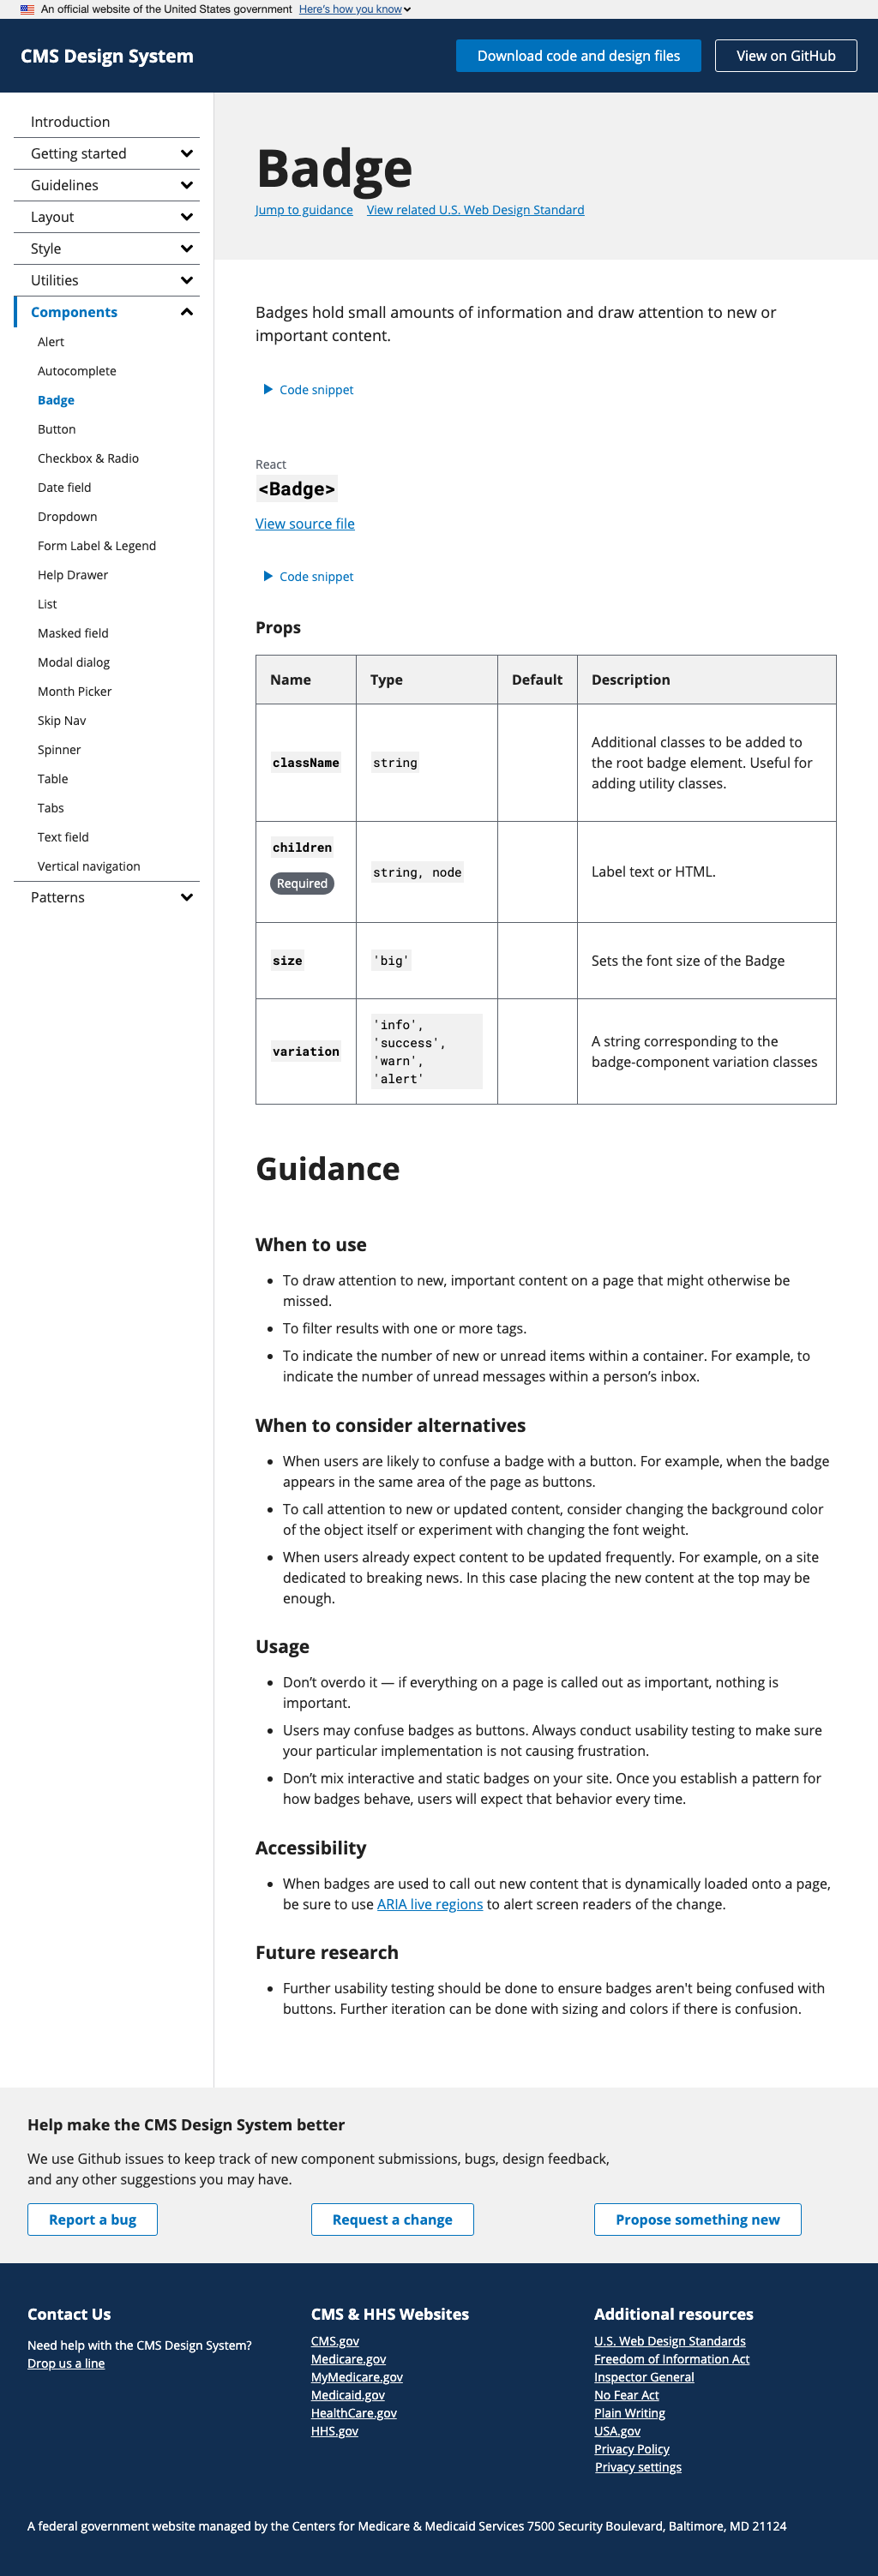 An official website of the United States government Here's how you know
CMS Design System
Download code and design files
View on GitHub
Introduction
Getting started
Guidelines
Layout
Style
Utilities
Components
Alert
Autocomplete
Badge
Button
Checkbox & Radio
Date field
Dropdown
Form Label & Legend
Help Drawer
List
Masked field
Modal dialog
Month Picker
Skip Nav
Spinner
Table
Tabs
Text field
Vertical navigation
Patterns
Badge
Jump to guidance View related U.S. Web Design Standard
Badges hold small amounts of information and draw attention to new or
important content.
Code snippet
React
<Badge>
View source file
Code snippet
Props
Name Type Default Description
className string Additional classes to be added to
the root badge element. Useful for
adding utility classes.
children
Required
string, node
Label text or HTML.
size 'big' Sets the font size of the Badge
variation
'info',
'success',
'warn',
'alert'
A string corresponding to the
badge-component variation classes
Guidance
When to use
• To draw attention to new, important content on a page that might otherwise be
missed.
• To filter results with one or more tags.
• To indicate the number of new or unread items within a container. For example, to
indicate the number of unread messages within a person’s inbox.
When to consider alternatives
• When users are likely to confuse a badge with a button. For example, when the badge
appears in the same area of the page as buttons.
• To call attention to new or updated content, consider changing the background color
of the object itself or experiment with changing the font weight.
• When users already expect content to be updated frequently. For example, on a site
dedicated to breaking news. In this case placing the new content at the top may be
enough.
Usage
• Don’t overdo it — if everything on a page is called out as important, nothing is
important.
• Users may confuse badges as buttons. Always conduct usability testing to make sure
your particular implementation is not causing frustration.
• Don’t mix interactive and static badges on your site. Once you establish a pattern for
how badges behave, users will expect that behavior every time.
Accessibility
• When badges are used to call out new content that is dynamically loaded onto a page,
be sure to use ARIA live regions to alert screen readers of the change.
Future research
• Further usability testing should be done to ensure badges aren't being confused with
buttons. Further iteration can be done with sizing and colors if there is confusion.
Help make the CMS Design System better
We use Github issues to keep track of new component submissions, bugs, design feedback,
and any other suggestions you may have.
Report a bug
Request a change
Propose something new
Contact Us
Need help with the CMS Design System?
Drop us a line
CMS & HHS Websites
CMS.gov
Medicare.gov
MyMedicare.gov
Medicaid.gov
HealthCare.gov
HHS.gov
Additional resources
U.S. Web Design Standards
Freedom of Information Act
Inspector General
No Fear Act
Plain Writing
USA.gov
Privacy Policy
Privacy settings
A federal government website managed by the Centers for Medicare & Medicaid Services 7500 Security Boulevard, Baltimore, MD 21124